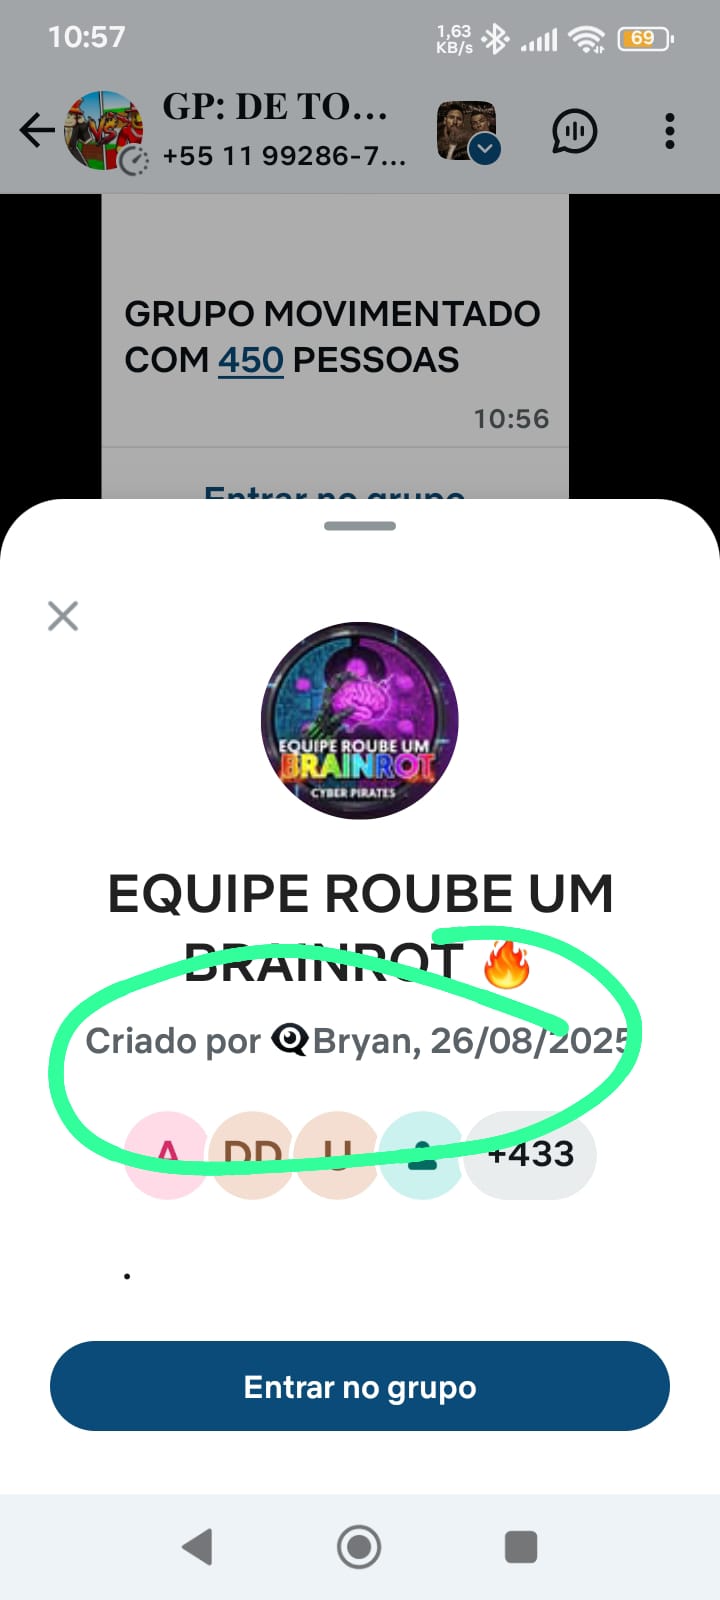 10:57
1,63
KB/s
69
GP: DE TO...
+55 11 99286-7...
GRUPO MOVIMENTADO
COM 450 PESSOAS
10:56
Entrar no grupo
EQUIPE ROUBE UM
BRAINROT
CYBER PIRATES
EQUIPE ROUBE UM
BRAINROT 🔥
Criado por 👁️‍🗨️Bryan, 26/08/2025
A DD U +433
.
Entrar no grupo